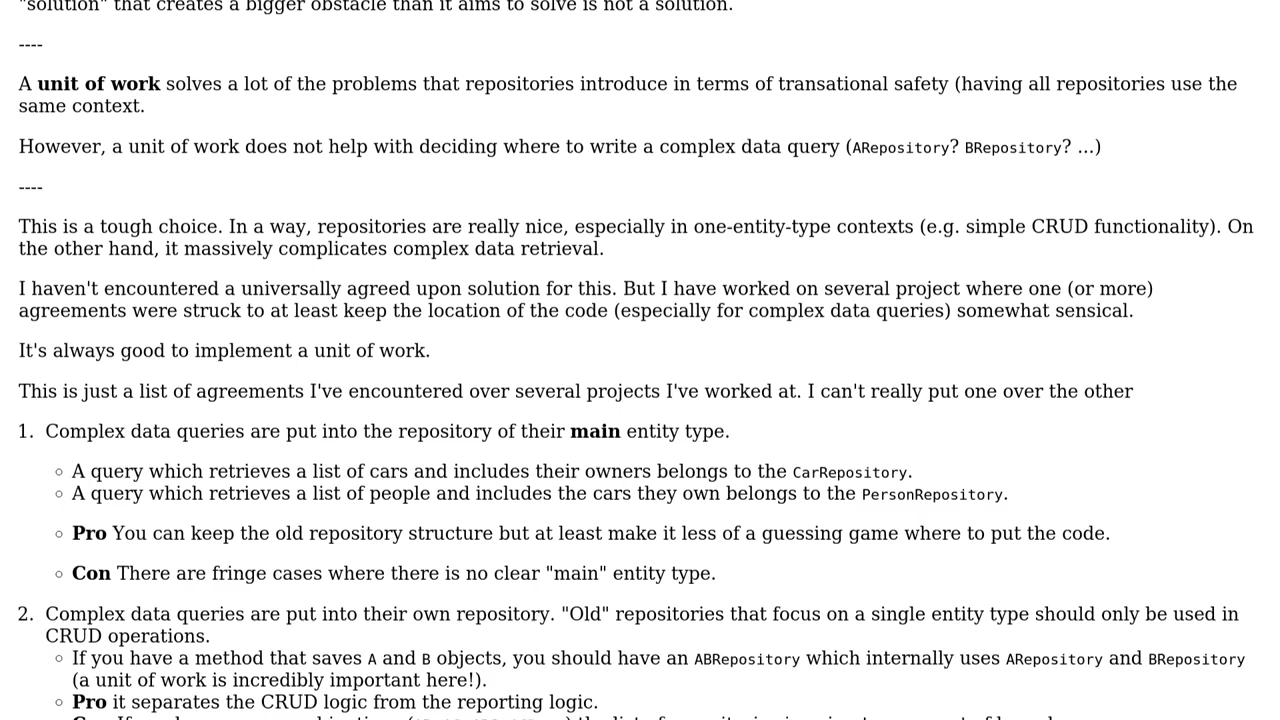 "solution" that creates a bigger obstacle than it aims to solve is not a solution.
----
A unit of work solves a lot of the problems that repositories introduce in terms of transational safety (having all repositories use the
same context.
However, a unit of work does not help with deciding where to write a complex data query (ARepository? BRepository? ...)
----
This is a tough choice. In a way, repositories are really nice, especially in one-entity-type contexts (e.g. simple CRUD functionality). On
the other hand, it massively complicates complex data retrieval.
I haven't encountered a universally agreed upon solution for this. But I have worked on several project where one (or more)
agreements were struck to at least keep the location of the code (especially for complex data queries) somewhat sensical.
It's always good to implement a unit of work.
This is just a list of agreements I've encountered over several projects I've worked at. I can't really put one over the other
1. Complex data queries are put into the repository of their main entity type.
◦ A query which retrieves a list of cars and includes their owners belongs to the CarRepository.
◦ A query which retrieves a list of people and includes the cars they own belongs to the PersonRepository.
◦ Pro You can keep the old repository structure but at least make it less of a guessing game where to put the code.
◦ Con There are fringe cases where there is no clear "main" entity type.
2. Complex data queries are put into their own repository. "Old" repositories that focus on a single entity type should only be used in
CRUD operations.
◦ If you have a method that saves A and B objects, you should have an ABRepository which internally uses ARepository and BRepository
(a unit of work is incredibly important here!).
◦ Pro it separates the CRUD logic from the reporting logic.